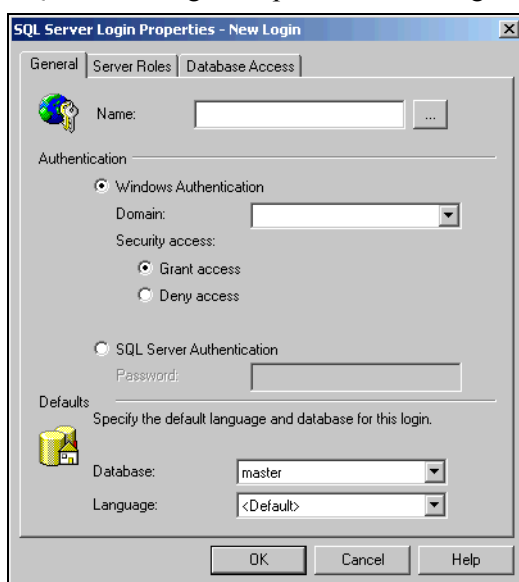 SQL Server Login Properties - New Login
General Server Roles Database Access
Name: ...
Authentication
Windows Authentication
Domain:
Security access:
Grant access
Deny access
SQL Server Authentication
Password:
Defaults
Specify the default language and database for this login.
Database: master
Language: <Default>
OK Cancel Help